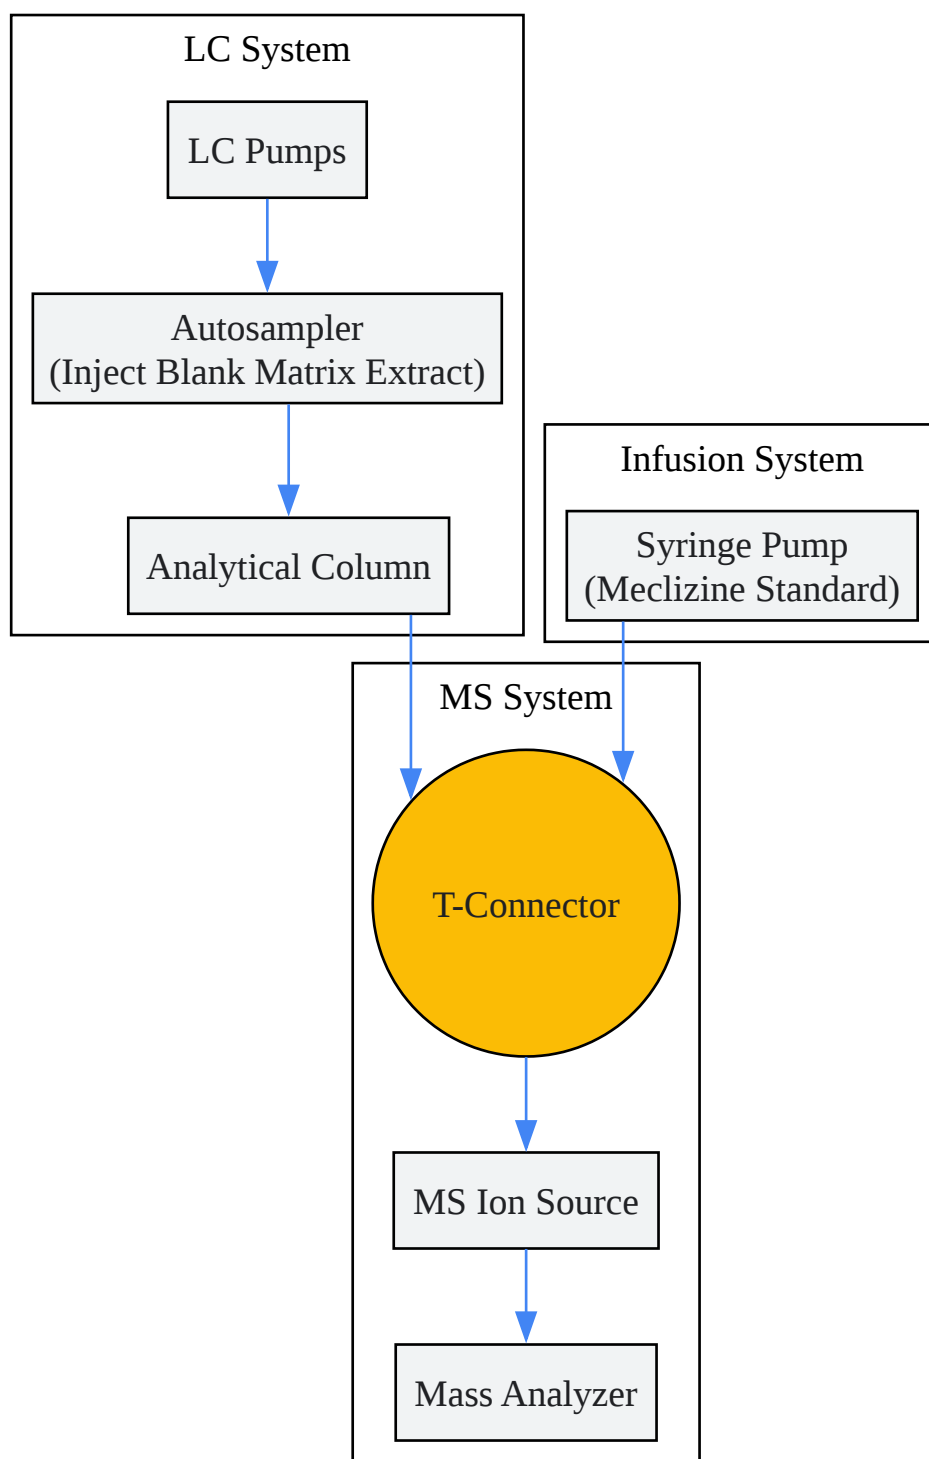 LC System
LC Pumps
Autosampler
(Inject Blank Matrix Extract)
Analytical Column
Infusion System
Syringe Pump
(Meclizine Standard)
MS System
T-Connector
MS Ion Source
Mass Analyzer